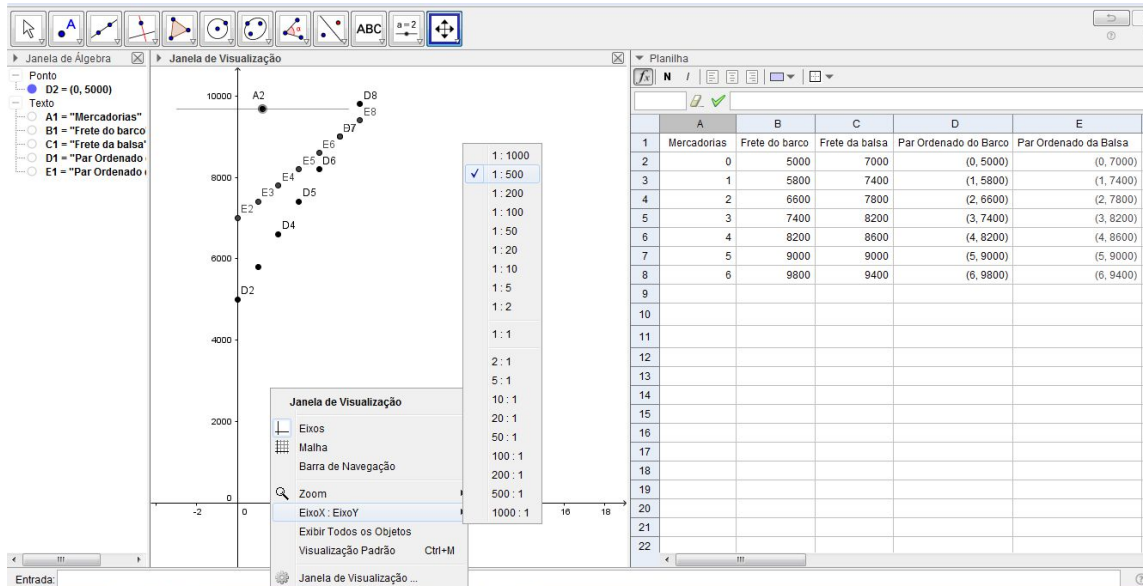 ABC
a=2
Janela de Álgebra
Janela de Visualização
Planilha
Ponto
D2 = (0, 5000)
Texto
A1 = "Mercadorias"
B1 = "Frete do barco
C1 = "Frete da balsa"
D1 = "Par Ordenado
E1 = "Par Ordenado
10000
8000
6000
4000
2000
0
-2 0 16 18
A2
D8
E8
D7
E6
E5 D6
E4
E3
D5
E2
D4
D2
1 : 1000
1 : 500
1 : 200
1 : 100
1 : 50
1 : 20
1 : 10
1 : 5
1 : 2
1 : 1
2 : 1
5 : 1
10 : 1
20 : 1
50 : 1
100 : 1
200 : 1
500 : 1
1000 : 1
Janela de Visualização
Eixos
Malha
Barra de Navegação
Zoom
EixoX : EixoY
Exibir Todos os Objetos
Visualização Padrão Ctrl+M
Janela de Visualização ...
fx N I
A B C D E
1 Mercadorias Frete do barco Frete da balsa Par Ordenado do Barco Par Ordenado da Balsa
2 0 5000 7000 (0, 5000) (0, 7000)
3 1 5800 7400 (1, 5800) (1, 7400)
4 2 6600 7800 (2, 6600) (2, 7800)
5 3 7400 8200 (3, 7400) (3, 8200)
6 4 8200 8600 (4, 8200) (4, 8600)
7 5 9000 9000 (5, 9000) (5, 9000)
8 6 9800 9400 (6, 9800) (6, 9400)
9
10
11
12
13
14
15
16
17
18
19
20
21
22
Entrada: